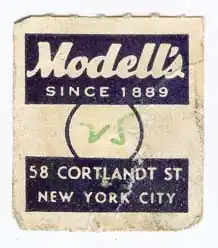 Modell's
SINCE 1889
58 CORTLANDT ST.
NEW YORK CITY